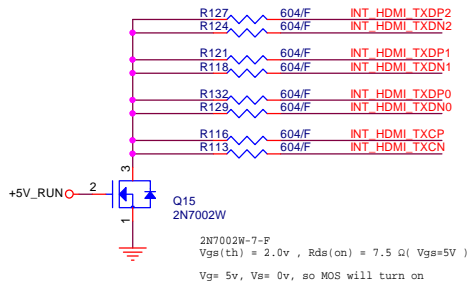 R127 604/F INT_HDMI_TXDP2
R124 604/F INT_HDMI_TXDN2
R121 604/F INT_HDMI_TXDP1
R118 604/F INT_HDMI_TXDN1
R132 604/F INT_HDMI_TXDP0
R129 604/F INT_HDMI_TXDN0
R116 604/F INT_HDMI_TXCP
R113 604/F INT_HDMI_TXCN
3
+5V_RUN 2
Q15
2N7002W
1
2N7002W-7-F
Vgs(th) = 2.0v , Rds(on) = 7.5 Ω( Vgs=5V )
Vg= 5v, Vs= 0v, so MOS will turn on